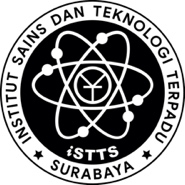 INSTITUT SAINS DAN TEKNOLOGI TERPADU
iSTTS
SURABAYA